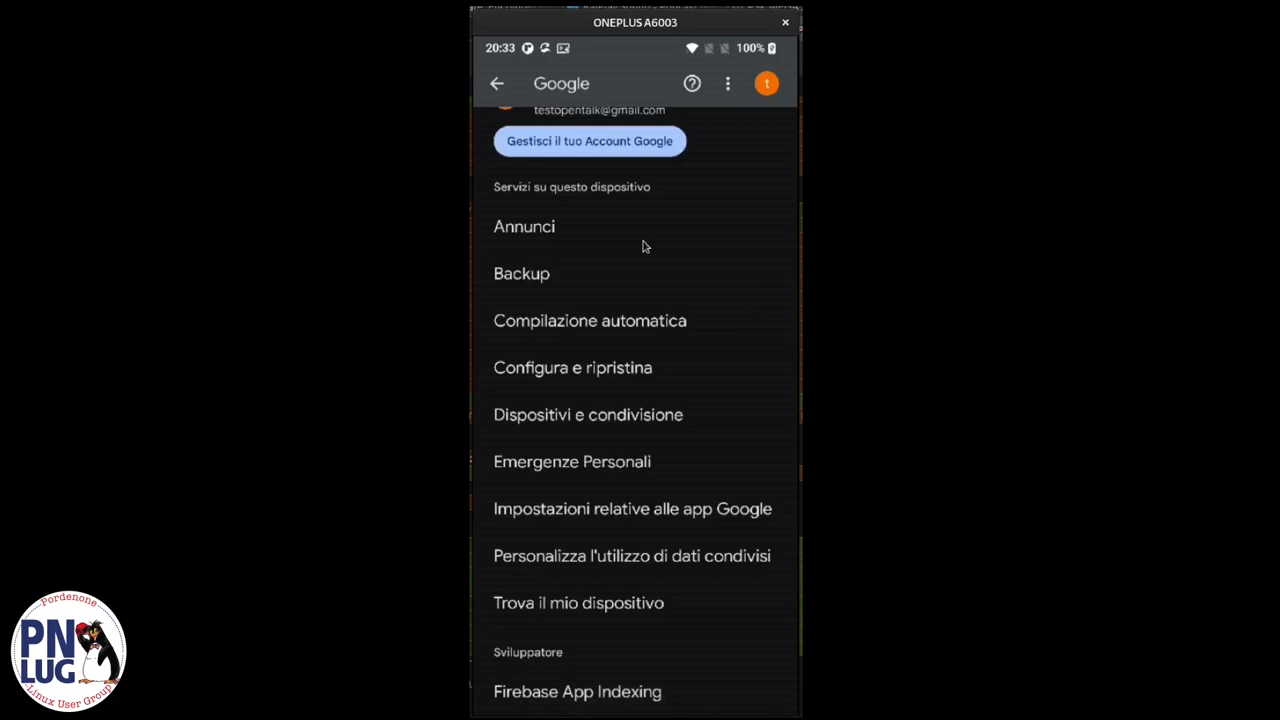 ONEPLUS A6003
20:33
100%
Google
t
testopentalk@gmail.com
Gestisci il tuo Account Google
Servizi su questo dispositivo
Annunci
Backup
Compilazione automatica
Configura e ripristina
Dispositivi e condivisione
Emergenze Personali
Impostazioni relative alle app Google
Personalizza l'utilizzo di dati condivisi
Trova il mio dispositivo
Sviluppatore
Firebase App Indexing
Pordenone
PN
LUG
Linux User Group